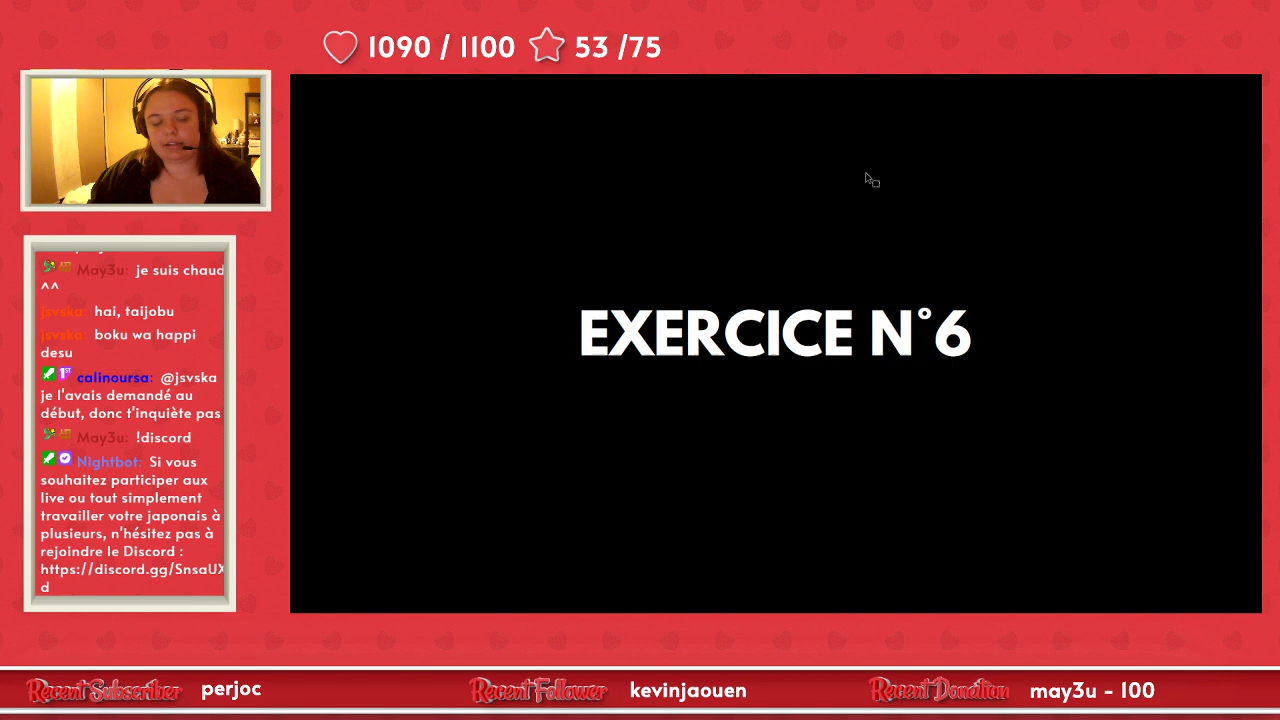 1090 / 1100 53 /75
May3u: je suis chaud
^^
jsvska: hai, taijobu
jsvska: boku wa happi
desu
calinoursa: @jsvska
je l'avais demandé au
début, donc t'inquiète pas
May3u: !discord
Nightbot: Si vous
souhaitez participer aux
live ou tout simplement
travailler votre japonais à
plusieurs, n'hésitez pas à
rejoindre le Discord :
https://discord.gg/SnsaUX
d
EXERCICE N°6
Recent Subscriber perjoc
Recent Follower kevinjaouen
Recent Donation may3u - 100